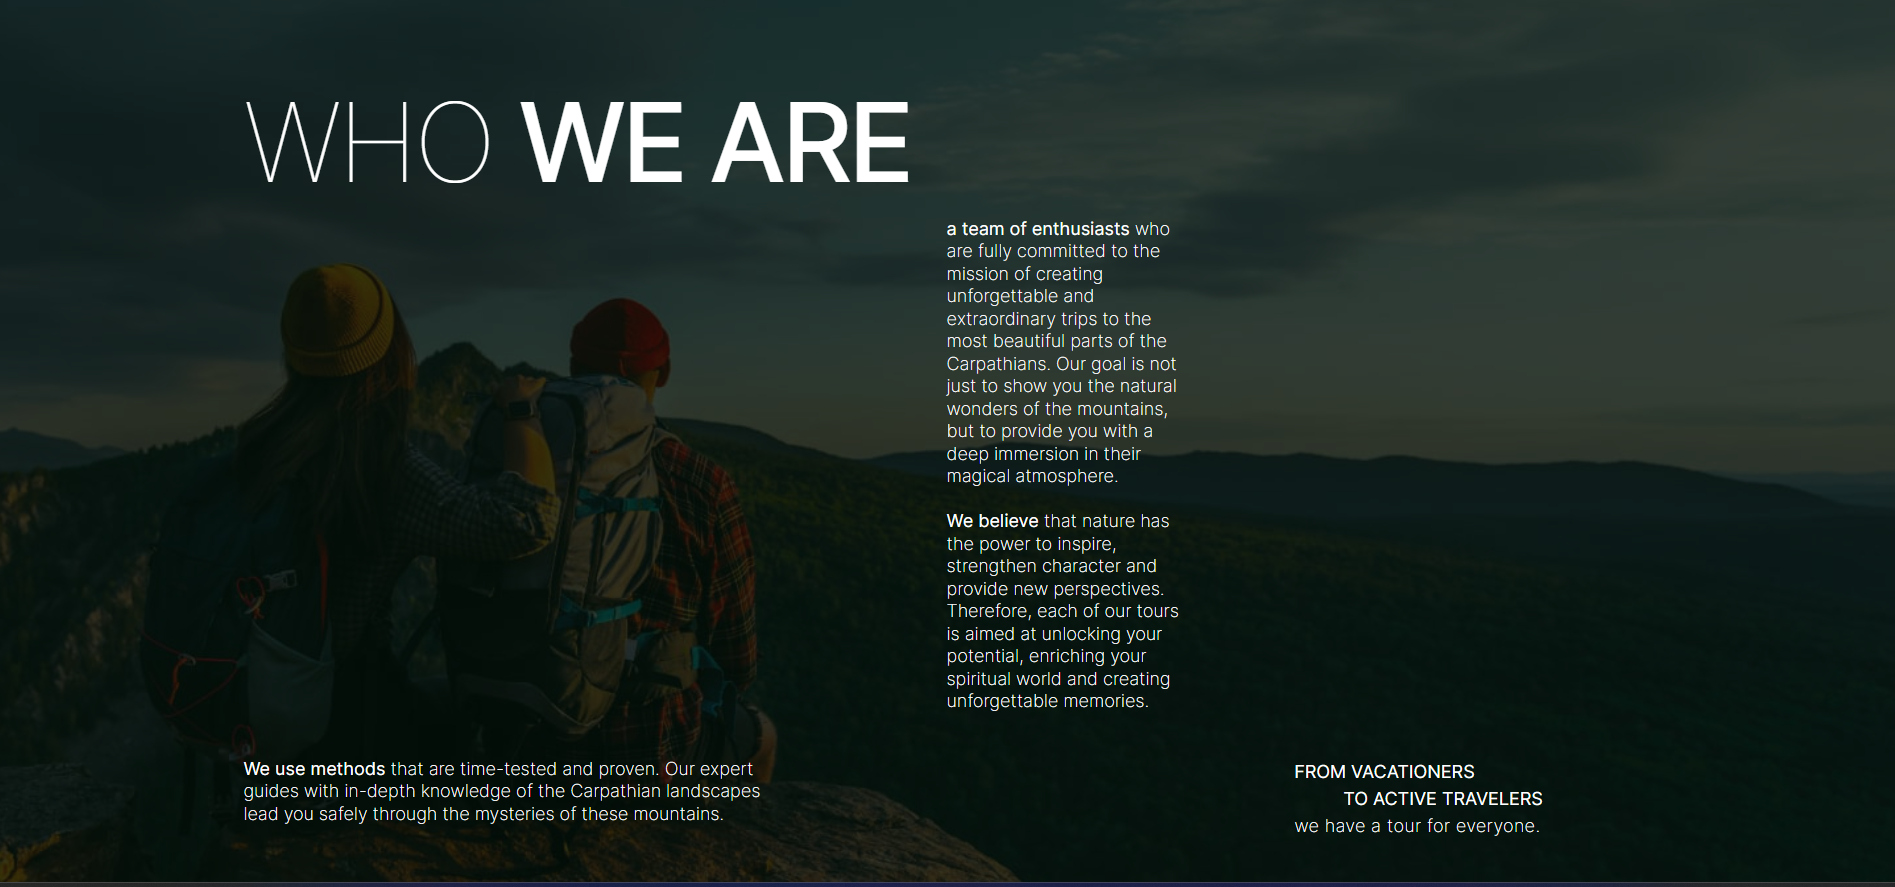 WHO WE ARE
a team of enthusiasts who
are fully committed to the
mission of creating
unforgettable and
extraordinary trips to the
most beautiful parts of the
Carpathians. Our goal is not
just to show you the natural
wonders of the mountains,
but to provide you with a
deep immersion in their
magical atmosphere.
We believe that nature has
the power to inspire,
strengthen character and
provide new perspectives.
Therefore, each of our tours
is aimed at unlocking your
potential, enriching your
spiritual world and creating
unforgettable memories.
We use methods that are time-tested and proven. Our expert
guides with in-depth knowledge of the Carpathian landscapes
lead you safely through the mysteries of these mountains.
FROM VACATIONERS
TO ACTIVE TRAVELERS
we have a tour for everyone.